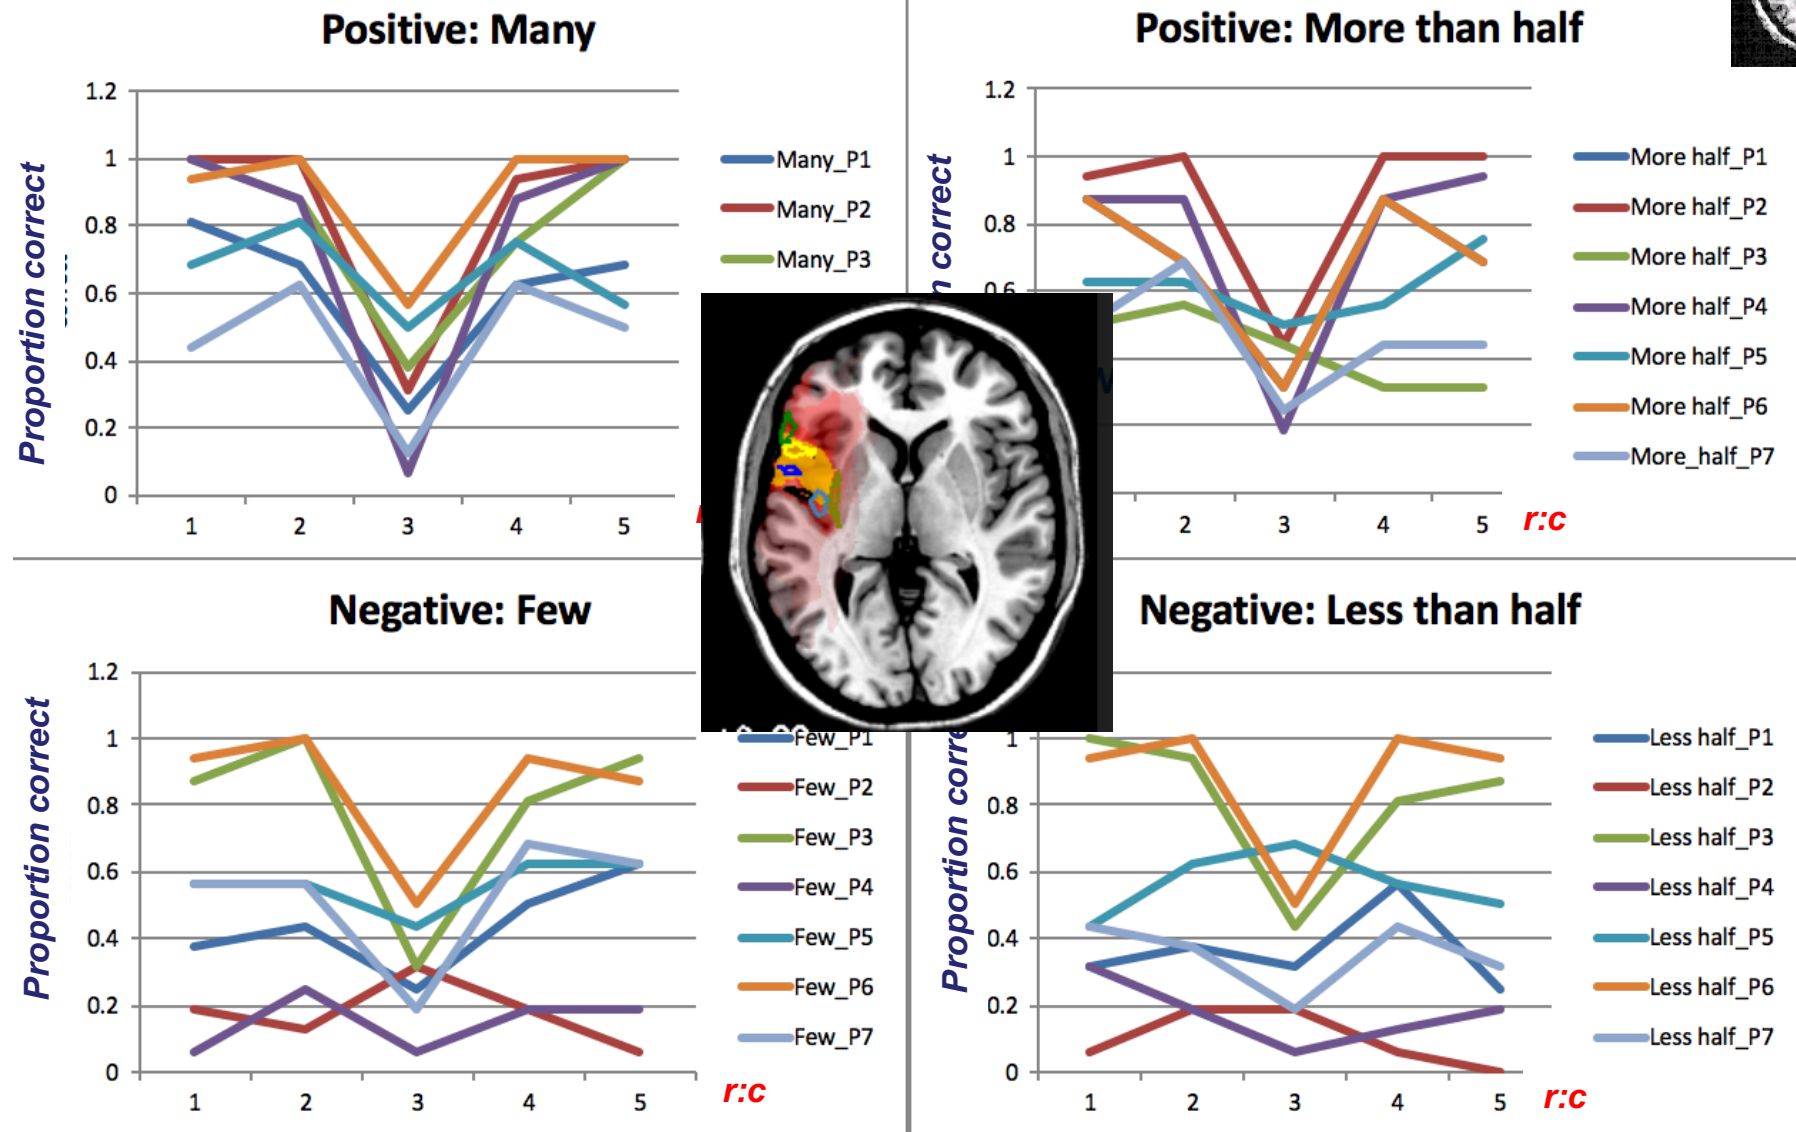 Positive: Many
Proportion correct
1.2
1
0.8
0.6
0.4
0.2
0
1 2 3 4 5
Many_P1
Many_P2
Many_P3
Positive: More than half
correct
1.2
1
0.8
0.6
2 3 4 5
r:c
More half_P1
More half_P2
More half_P3
More half_P4
More half_P5
More half_P6
More_half_P7
Negative: Few
Proportion correct
1.2
1
0.8
0.6
0.4
0.2
0
1 2 3 4 5
r:c
Few_P1
Few_P2
Few_P3
Few_P4
Few_P5
Few_P6
Few_P7
Negative: Less than half
Proportion corre
1
0.8
0.6
0.4
0.2
0
1 2 3 4 5
r:c
Less half_P1
Less half_P2
Less half_P3
Less half_P4
Less half_P5
Less half_P6
Less half_P7